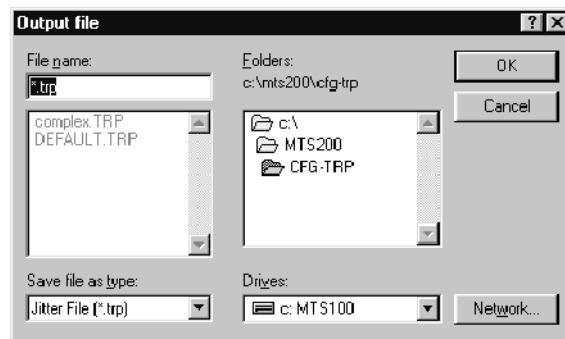 Output file
File name:
*.trp
complex.TRP
DEFAULT.TRP
Save file as type:
Jitter File (*.trp)
Folders:
c:\mts200\cfg-trp
c:\
MTS200
CFG-TRP
Drives:
c: MTS100
OK
Cancel
Network...